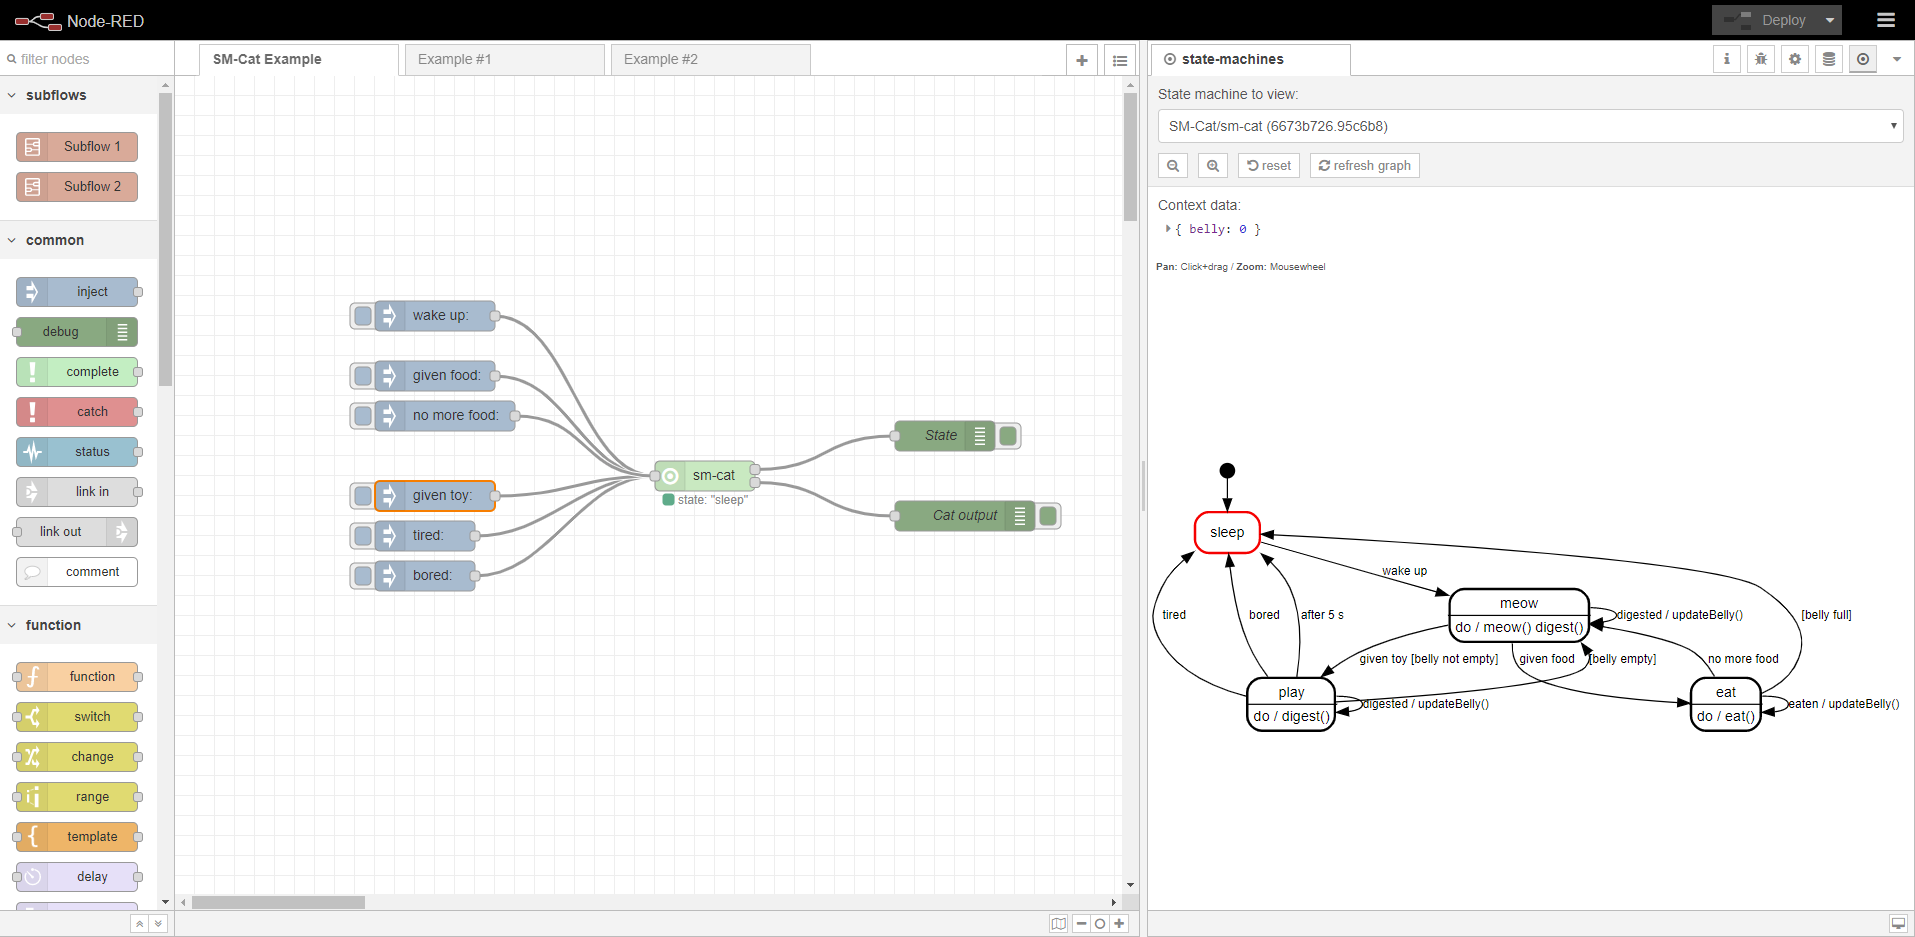 Node-RED
Deploy
filter nodes
SM-Cat Example
Example #1
Example #2
subflows
Subflow 1
Subflow 2
common
inject
debug
complete
catch
status
link in
link out
comment
function
function
switch
change
range
template
delay
wake up:
given food:
no more food:
given toy:
tired:
bored:
sm-cat
state: "sleep"
State
Cat output
state-machines
State machine to view:
SM-Cat/sm-cat (6673b726.95c6b8)
reset
refresh graph
Context data:
{ belly: 0 }
Pan: Click+drag / Zoom: Mousewheel
sleep
wake up
meow
do / meow() digest()
digested / updateBelly()
[belly full]
tired
bored
after 5 s
given toy [belly not empty]
given food
[belly empty]
no more food
play
do / digest()
digested / updateBelly()
eat
do / eat()
eaten / updateBelly()